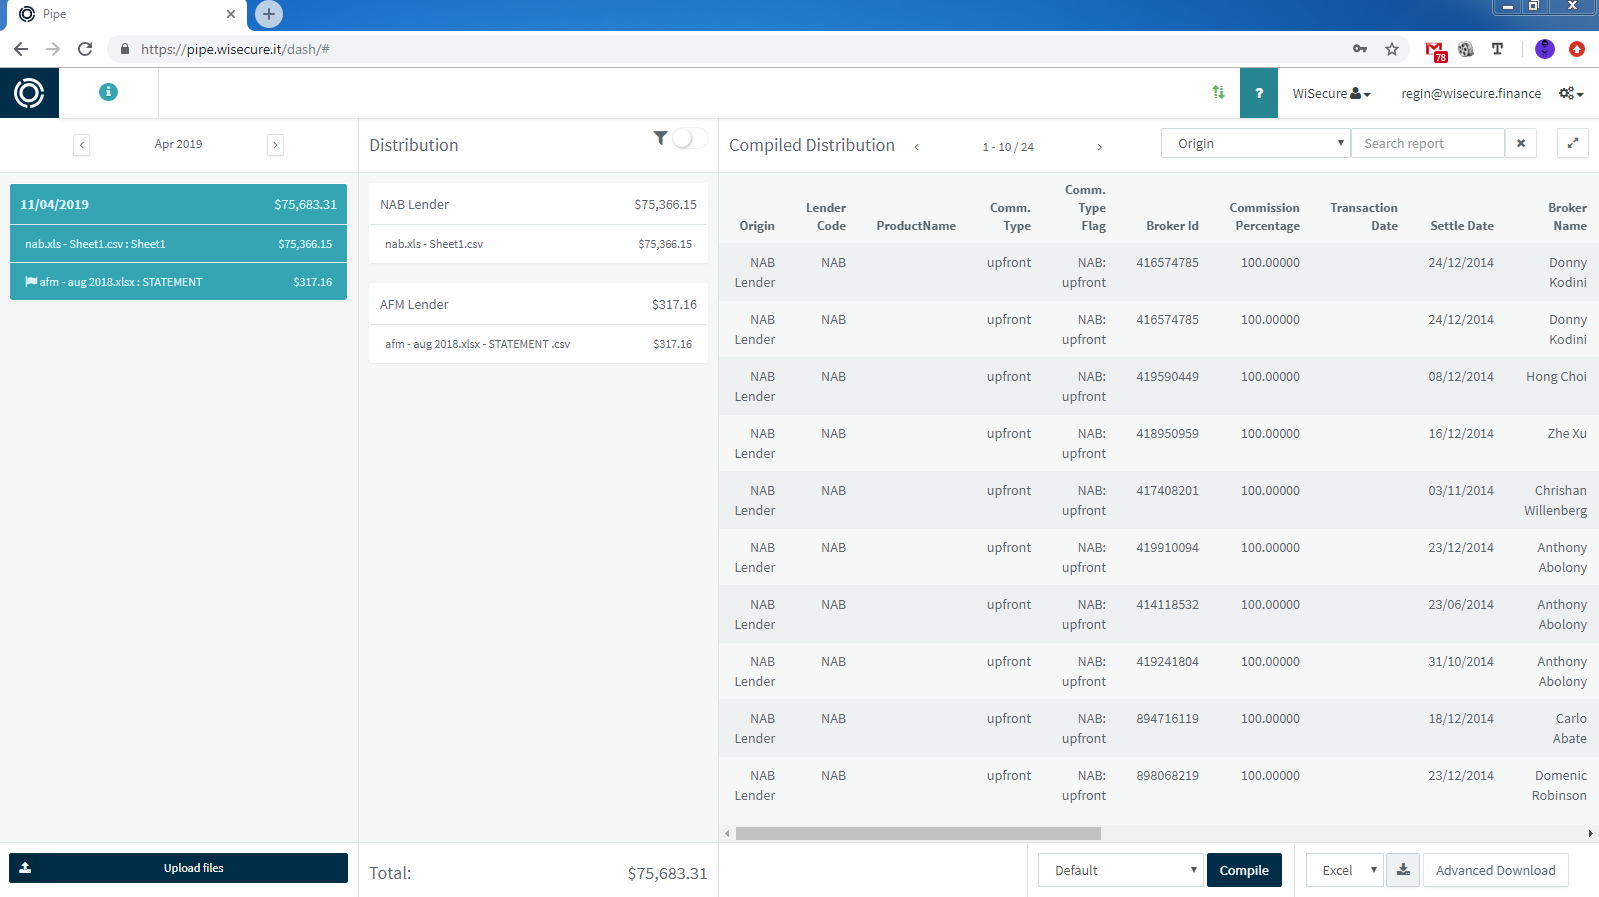 Pipe
https://pipe.wisecure.it/dash/#
78
T
?
WiSecure
regin@wisecure.finance
Apr 2019
11/04/2019 $75,683.31
nab.xls - Sheet1.csv : Sheet1 $75,366.15
afm - aug 2018.xlsx : STATEMENT $317.16
Upload files
Distribution
NAB Lender $75,366.15
nab.xls - Sheet1.csv $75,366.15
AFM Lender $317.16
afm - aug 2018.xlsx - STATEMENT .csv $317.16
Total: $75,683.31
Compiled Distribution 1 - 10 / 24 Origin Search report
Origin Lender Code ProductName Comm. Type Comm. Type Flag Broker Id Commission Percentage Transaction Date Settle Date Broker Name
NAB Lender NAB upfront NAB: upfront 416574785 100.00000 24/12/2014 Donny Kodini
NAB Lender NAB upfront NAB: upfront 416574785 100.00000 24/12/2014 Donny Kodini
NAB Lender NAB upfront NAB: upfront 419590449 100.00000 08/12/2014 Hong Choi
NAB Lender NAB upfront NAB: upfront 418950959 100.00000 16/12/2014 Zhe Xu
NAB Lender NAB upfront NAB: upfront 417408201 100.00000 03/11/2014 Chrishan Willenberg
NAB Lender NAB upfront NAB: upfront 419910094 100.00000 23/12/2014 Anthony Abolony
NAB Lender NAB upfront NAB: upfront 414118532 100.00000 23/06/2014 Anthony Abolony
NAB Lender NAB upfront NAB: upfront 419241804 100.00000 31/10/2014 Anthony Abolony
NAB Lender NAB upfront NAB: upfront 894716119 100.00000 18/12/2014 Carlo Abate
NAB Lender NAB upfront NAB: upfront 898068219 100.00000 23/12/2014 Domenic Robinson
Default Compile Excel Advanced Download